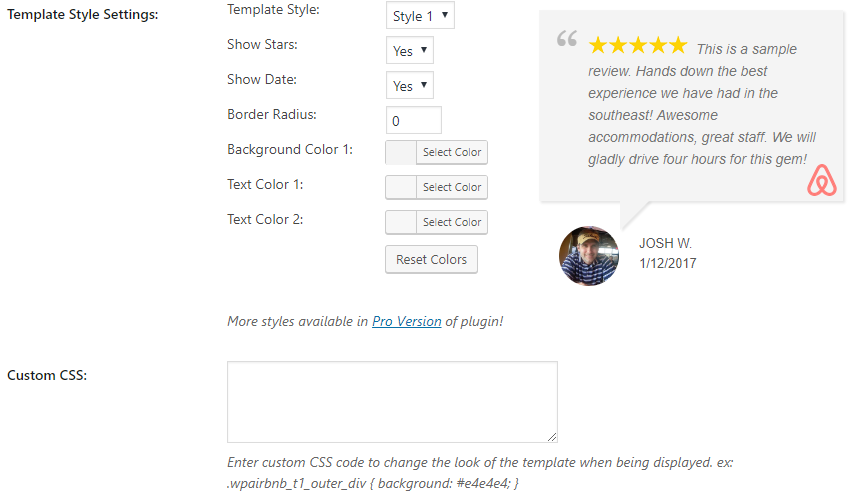 Template Style Settings:
Template Style:
Style 1
Show Stars:
Yes
Show Date:
Yes
Border Radius:
0
Background Color 1:
Select Color
Text Color 1:
Select Color
Text Color 2:
Select Color
Reset Colors
“
This is a sample
review. Hands down the best
experience we have had in the
southeast! Awesome
accommodations, great staff. We will
gladly drive four hours for this gem!
JOSH W.
1/12/2017
More styles available in Pro Version of plugin!
Custom CSS:
Enter custom CSS code to change the look of the template when being displayed. ex:
.wpairbnb_t1_outer_div { background: #e4e4e4; }